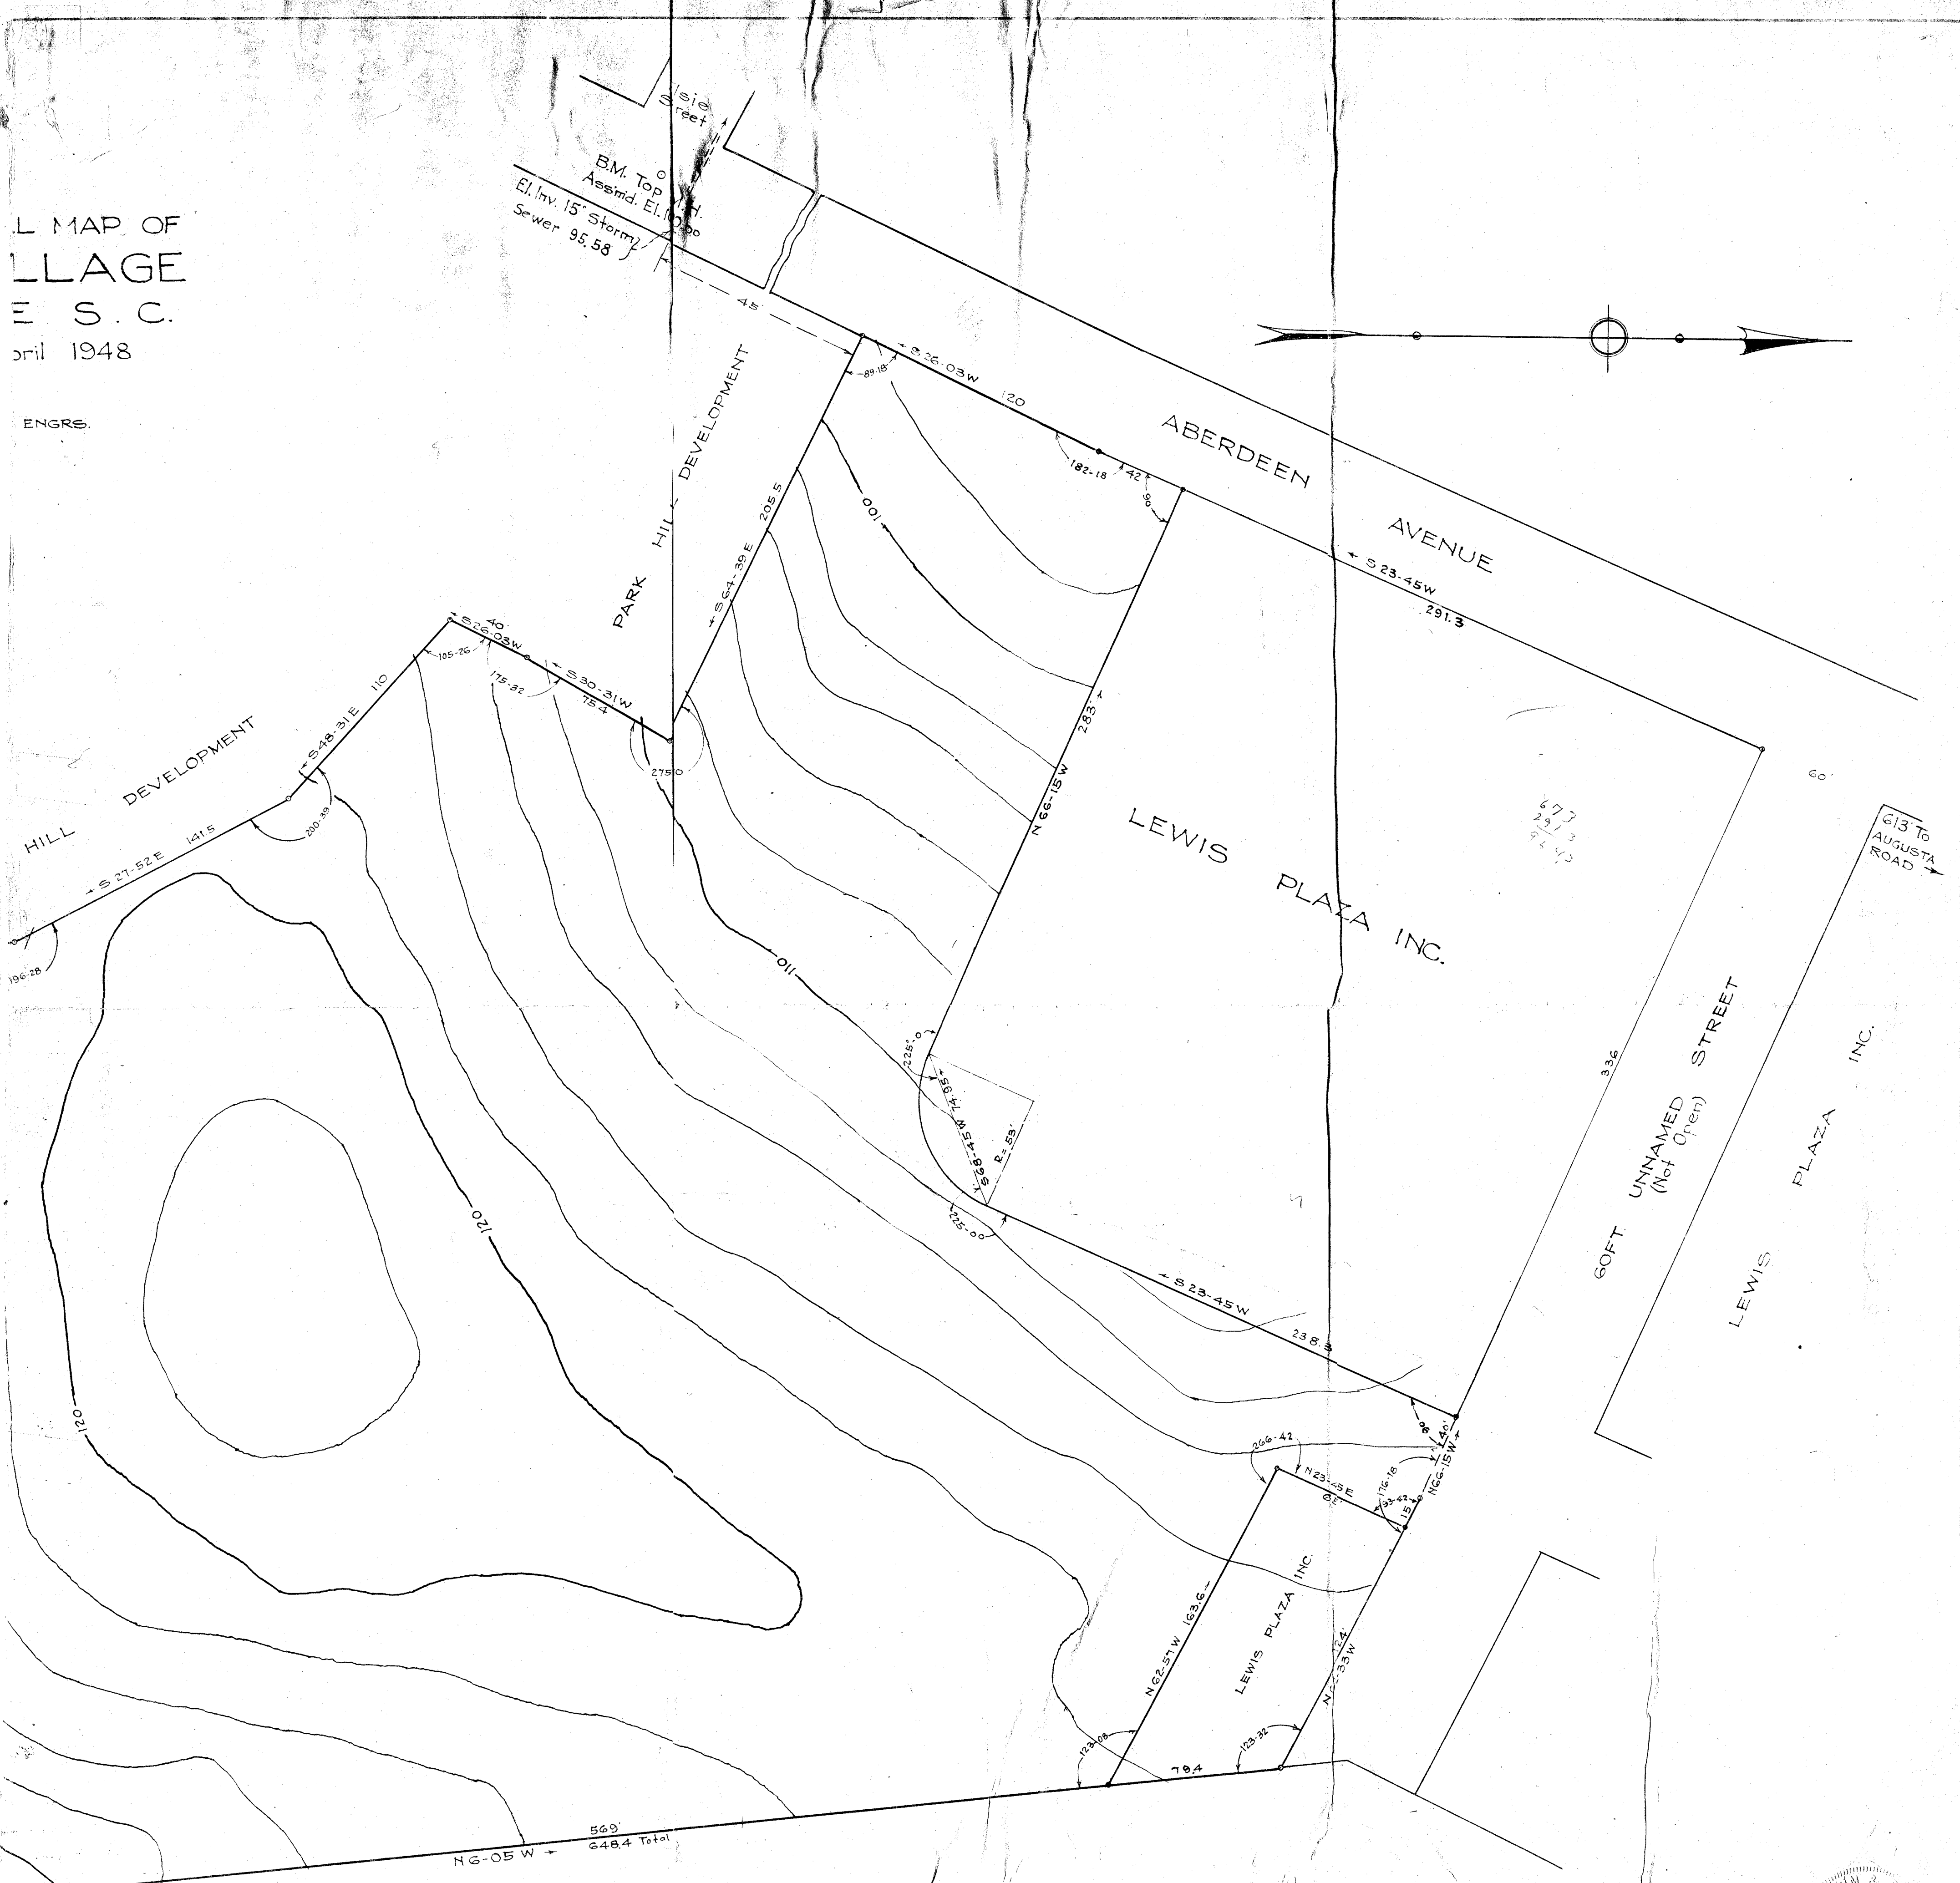 .L MAP OF
LLAGE
E S. C.
pril 1948
ENGRS.
B.M. Top M.H.
Assm'd. El.
El. Inv. 15" Storm
Sewer 95.58
45'
89-18
S 26-03 W
120
182-18
42
90
ABERDEEN
AVENUE
S 23-45 W
291.3
PARK HILL DEVELOPMENT
S 64-39 E 205.5
100
40'
S 26-03 W
105-26
175-32
S 30-31 W
75.4
275-0
S 48-31 E 110
200-39
HILL DEVELOPMENT
S 27-52 E 141.5
196-28
N 66-15 W 283'
LEWIS PLAZA INC.
673
60'
613' To
AUGUSTA
ROAD
110
225°-0
S 68-45 W 74.95
R = 53'
225-00
336
60FT. UNNAMED STREET
(Not Open)
LEWIS PLAZA INC.
120
S 23-45 W
238.3
90
40'
N 66-15 W
266-42
N 23-45 E
176-18
93-42
15'
120
N 62-57 W 163.6
LEWIS PLAZA INC.
123-08
123-32
79.4
569'
648.4 Total
N 6-05 W